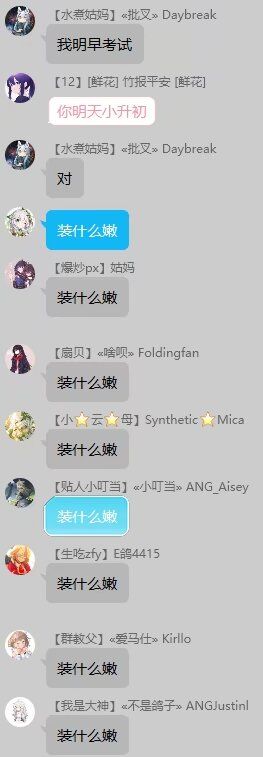 【水煮姑妈】«批叉» Daybreak
我明早考试
【12】[鲜花] 竹报平安 [鲜花]
你明天小升初
【水煮姑妈】«批叉» Daybreak
对
装什么嫩
【爆炒px】姑妈
装什么嫩
【扇贝】«啥呗» Foldingfan
装什么嫩
【小⭐云⭐母】Synthetic⭐Mica
装什么嫩
【贴人小叮当】«小叮当» ANG_Aisey
装什么嫩
【生吃zfy】E鸽4415
装什么嫩
【群教父】«爱马仕» Kirllo
装什么嫩
【我是大神】«不是鸽子» ANGJustinl
装什么嫩